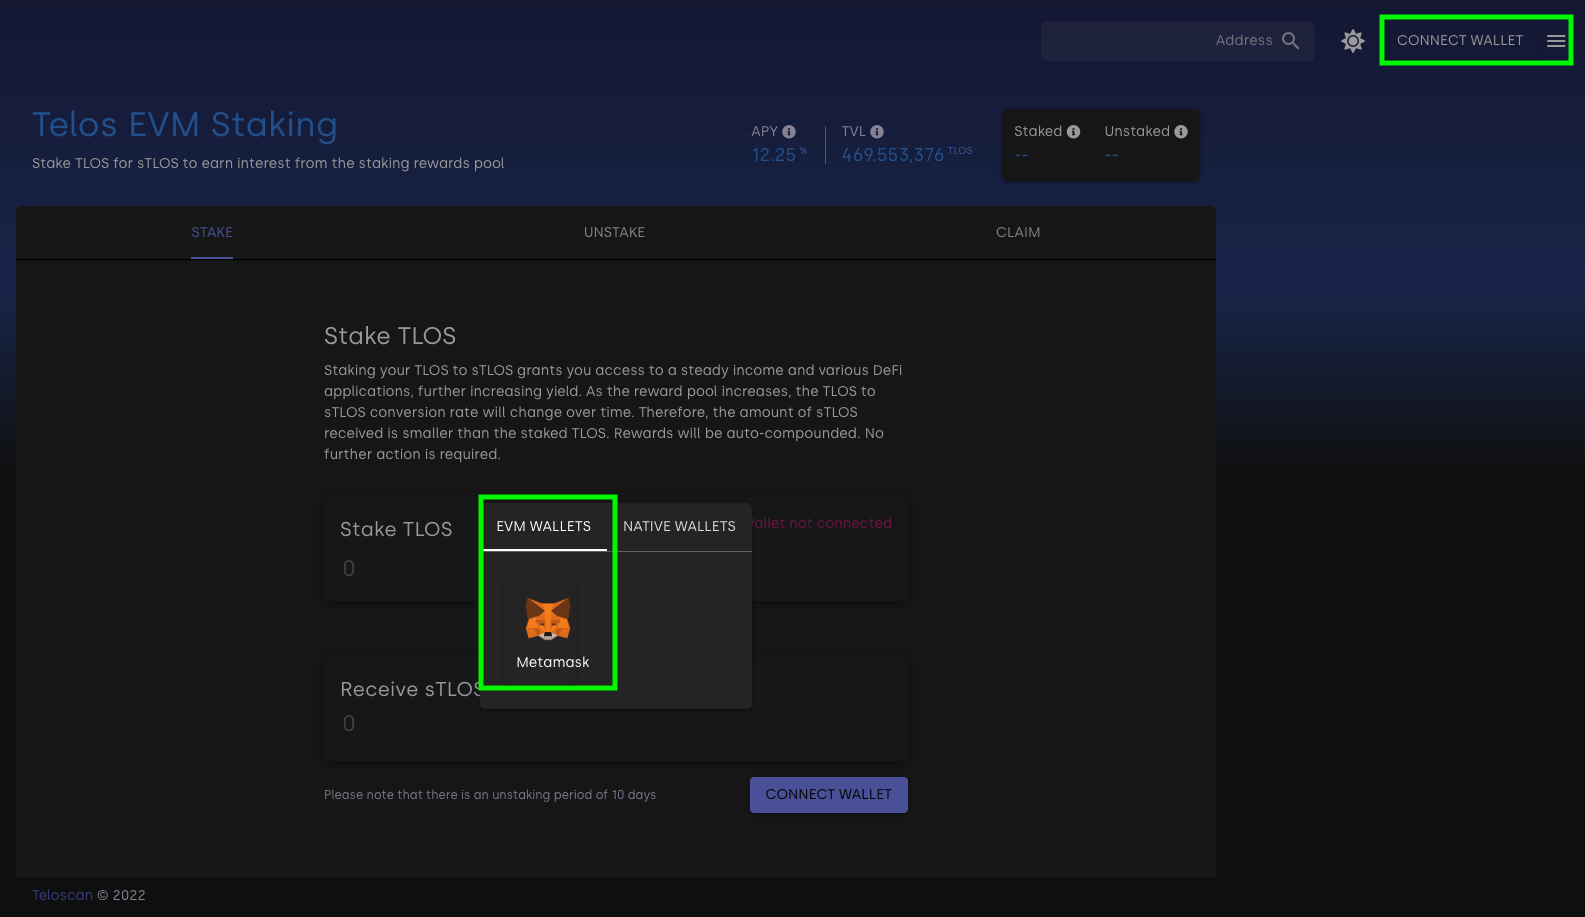 Address
CONNECT WALLET
Telos EVM Staking
Stake TLOS for sTLOS to earn interest from the staking rewards pool
APY
12.25 %
TVL
469.553,376 TLOS
Staked
--
Unstaked
--
STAKE
UNSTAKE
CLAIM
Stake TLOS
Staking your TLOS to sTLOS grants you access to a steady income and various DeFi
applications, further increasing yield. As the reward pool increases, the TLOS to
sTLOS conversion rate will change over time. Therefore, the amount of sTLOS
received is smaller than the staked TLOS. Rewards will be auto-compounded. No
further action is required.
Stake TLOS
0
EVM WALLETS
NATIVE WALLETS
allet not connected
Metamask
Receive sTLOS
0
Please note that there is an unstaking period of 10 days
CONNECT WALLET
Teloscan © 2022